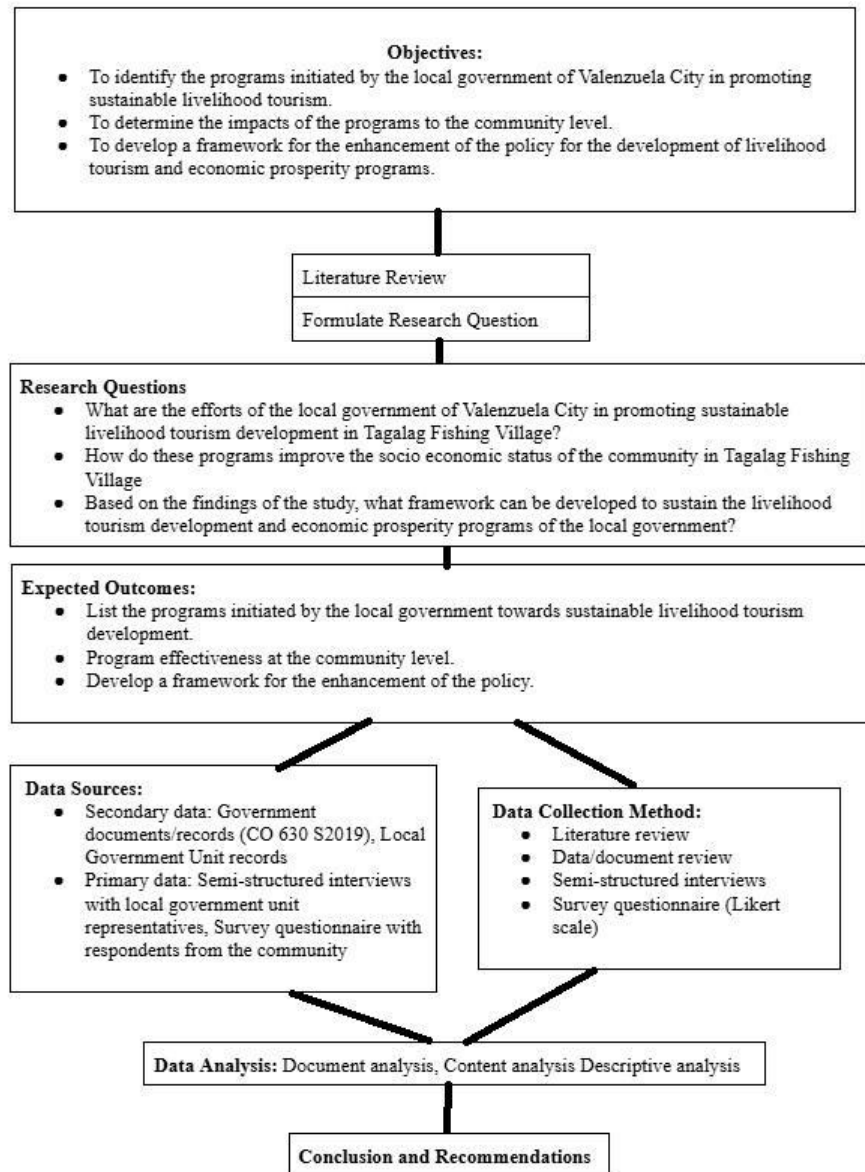 Objectives:
● To identify the programs initiated by the local government of Valenzuela City in promoting
sustainable livelihood tourism.
● To determine the impacts of the programs to the community level.
● To develop a framework for the enhancement of the policy for the development of livelihood
tourism and economic prosperity programs.
Literature Review
Formulate Research Question
Research Questions
● What are the efforts of the local government of Valenzuela City in promoting sustainable
livelihood tourism development in Tagalag Fishing Village?
● How do these programs improve the socio economic status of the community in Tagalag Fishing
Village
● Based on the findings of the study, what framework can be developed to sustain the livelihood
tourism development and economic prosperity programs of the local government?
Expected Outcomes:
● List the programs initiated by the local government towards sustainable livelihood tourism
development.
● Program effectiveness at the community level.
● Develop a framework for the enhancement of the policy.
Data Sources:
● Secondary data: Government
documents/records (CO 630 S2019), Local
Government Unit records
● Primary data: Semi-structured interviews
with local government unit
representatives, Survey questionnaire with
respondents from the community
Data Collection Method:
● Literature review
● Data/document review
● Semi-structured interviews
● Survey questionnaire (Likert
scale)
Data Analysis: Document analysis, Content analysis Descriptive analysis
Conclusion and Recommendations